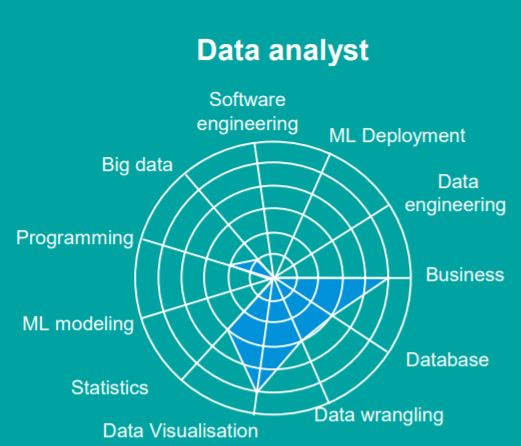 Data analyst
Software
engineering
ML Deployment
Big data
Data
engineering
Programming
Business
ML modeling
Database
Statistics
Data wrangling
Data Visualisation